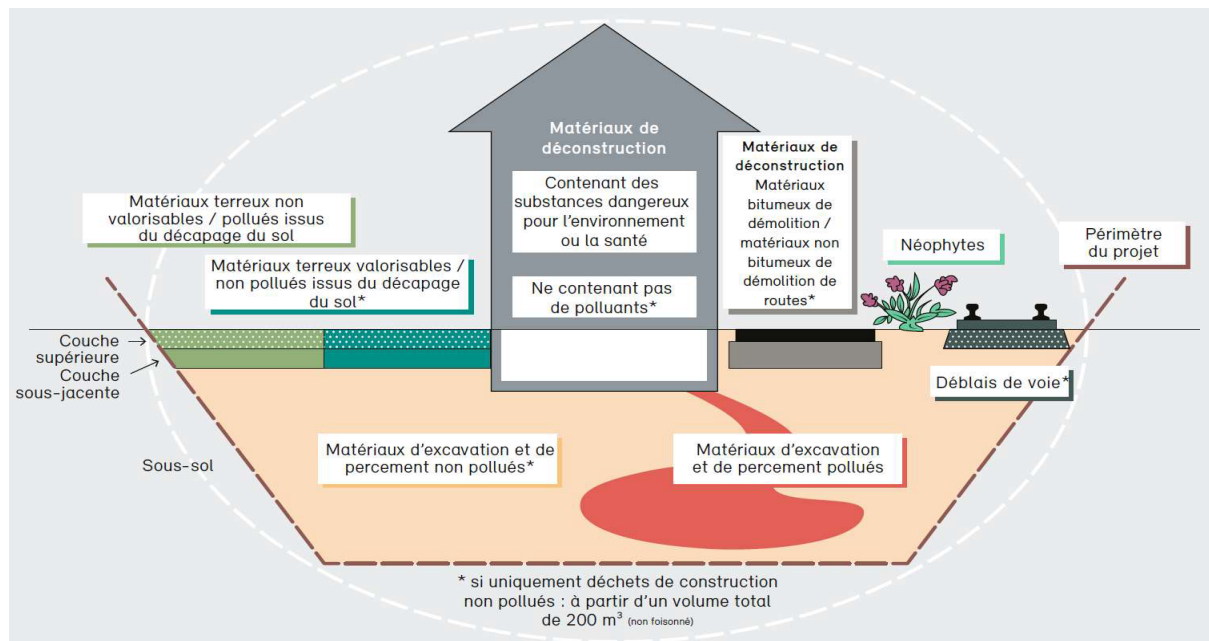 Matériaux de
déconstruction
Contenant des
substances dangereux
pour l'environnement
ou la santé
Ne contenant pas
de polluants*
Matériaux de
déconstruction
Matériaux
bitumeux de
démolition /
matériaux non
bitumeux de
démolition de
routes*
Matériaux terreux non
valorisables / pollués issus
du décapage du sol
Matériaux terreux valorisables /
non pollués issus du décapage
du sol*
Néophytes
Périmètre
du projet
Couche
supérieure
Couche
sous-jacente
Déblais de voie*
Sous-sol
Matériaux d'excavation et de
percement non pollués*
Matériaux d'excavation
et de percement pollués
* si uniquement déchets de construction
non pollués : à partir d'un volume total
de 200 m³ (non foisonné)